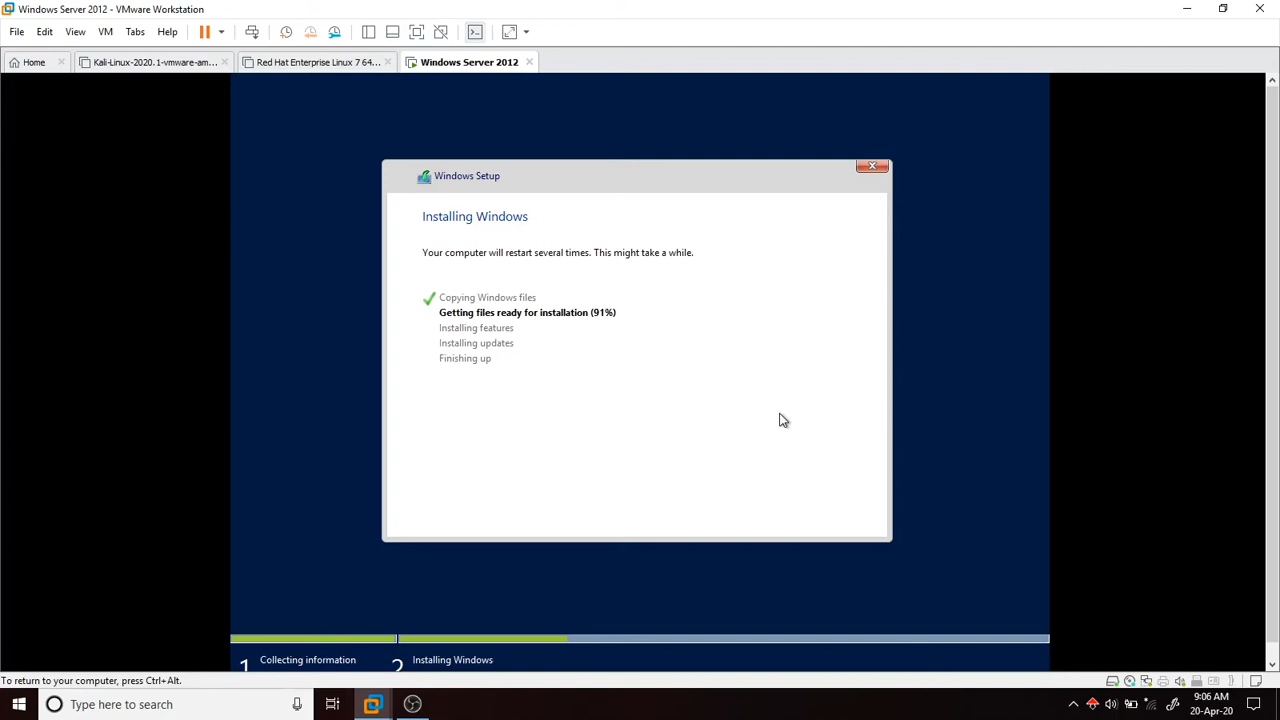 Windows Server 2012 - VMware Workstation
File Edit View VM Tabs Help
Home Kali-Linux-2020.1-vmware-am... Red Hat Enterprise Linux 7 64... Windows Server 2012
Windows Setup
Installing Windows
Your computer will restart several times. This might take a while.
Copying Windows files
Getting files ready for installation (91%)
Installing features
Installing updates
Finishing up
1 Collecting information 2 Installing Windows
To return to your computer, press Ctrl+Alt.
Type here to search
9:06 AM
20-Apr-20